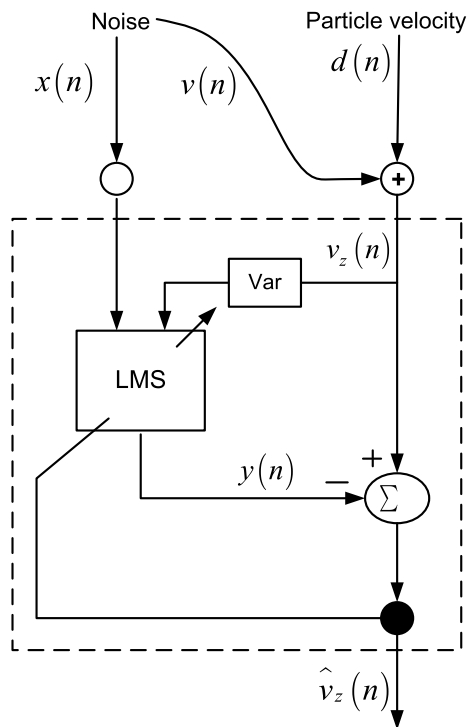 Noise
Particle velocity
x(n)
v(n)
d(n)
+
v_z(n)
Var
LMS
+
y(n)
−
Σ
v̂_z(n)